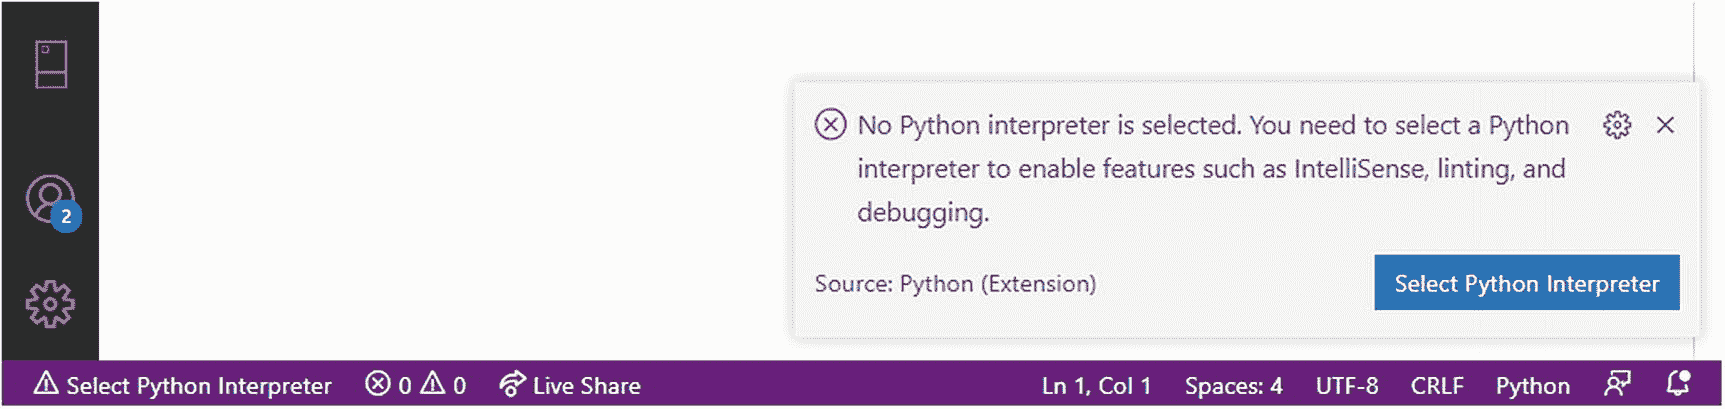 No Python interpreter is selected. You need to select a Python
interpreter to enable features such as IntelliSense, linting, and
debugging.
2
Source: Python (Extension)
Select Python Interpreter
Select Python Interpreter 0 0 Live Share Ln 1, Col 1 Spaces: 4 UTF-8 CRLF Python